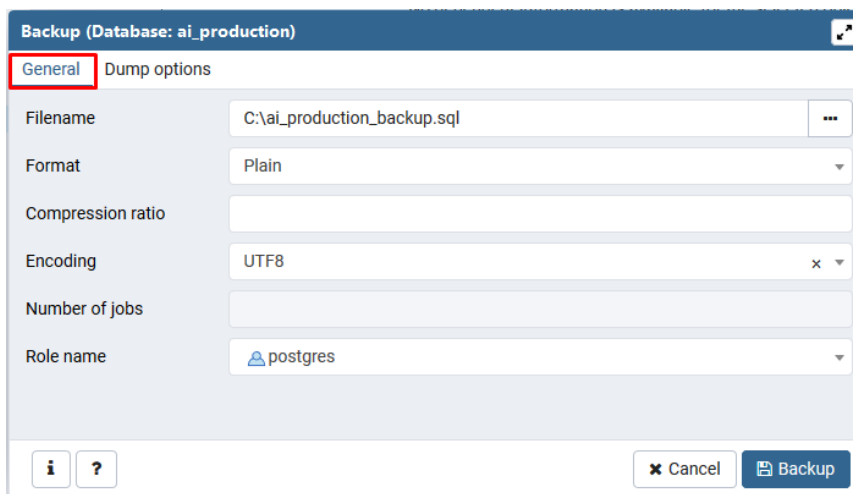 Backup (Database: ai_production)
General Dump options
Filename C:\ai_production_backup.sql
Format Plain
Compression ratio
Encoding UTF8
Number of jobs
Role name postgres
i ? Cancel Backup